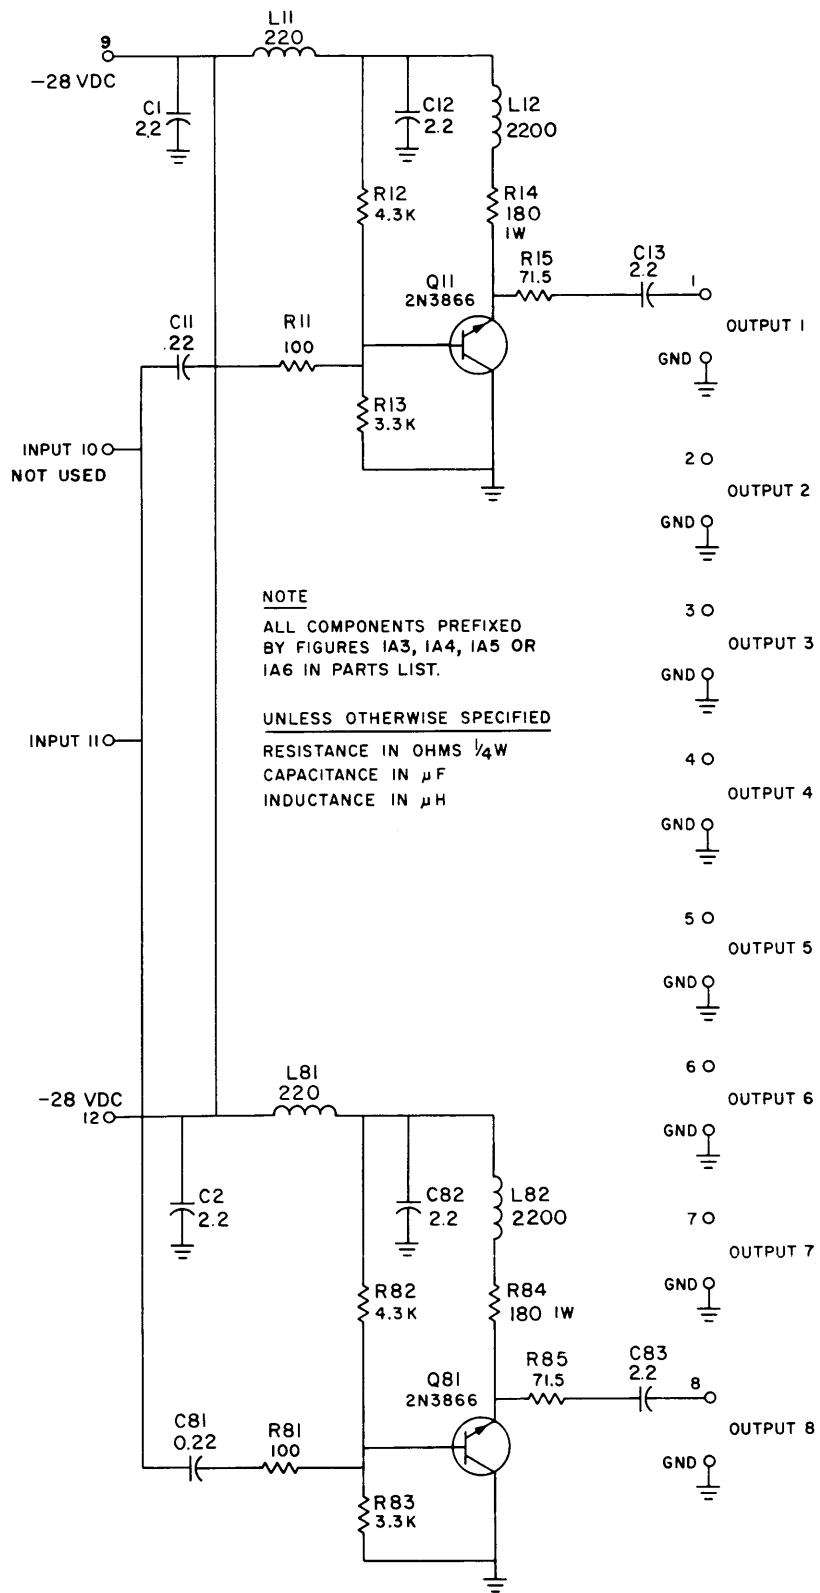 L11
220
9
−28 VDC
C1
2.2
C12
2.2
L12
2200
R12
4.3K
R14
180
1W
R15
71.5
C13
2.2
1
OUTPUT 1
GND
Q11
2N3866
C11
.22
R11
100
R13
3.3K
INPUT 10
NOT USED
2
OUTPUT 2
GND
NOTE
ALL COMPONENTS PREFIXED
BY FIGURES 1A3, 1A4, 1A5 OR
1A6 IN PARTS LIST.
UNLESS OTHERWISE SPECIFIED
RESISTANCE IN OHMS 1/4W
CAPACITANCE IN μF
INDUCTANCE IN μH
3
OUTPUT 3
GND
INPUT 11
4
OUTPUT 4
GND
5
OUTPUT 5
GND
6
OUTPUT 6
GND
L81
220
−28 VDC
12
C2
2.2
C82
2.2
L82
2200
7
OUTPUT 7
GND
R82
4.3K
R84
180 1W
R85
71.5
C83
2.2
8
OUTPUT 8
GND
Q81
2N3866
C81
0.22
R81
100
R83
3.3K